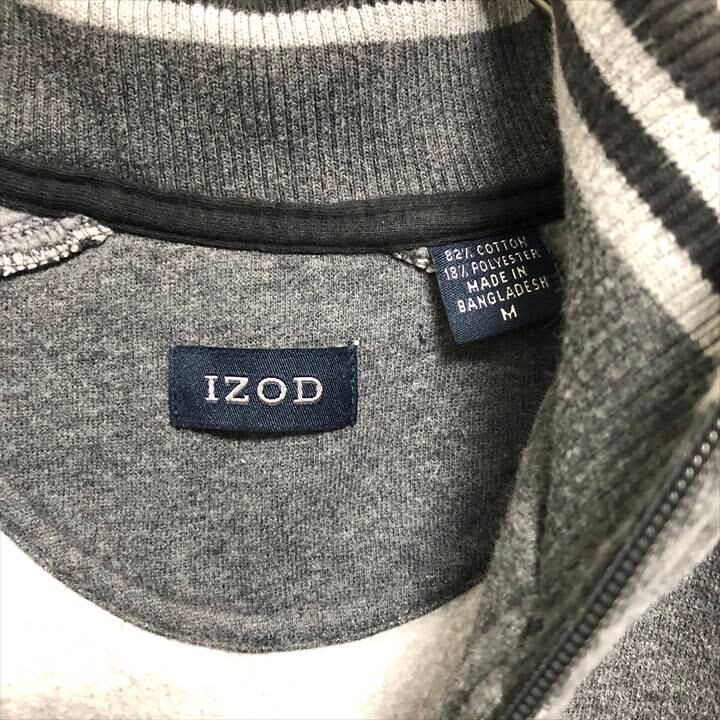 82% COTTON
18% POLYESTER
MADE IN
BANGLADESH
M
IZOD